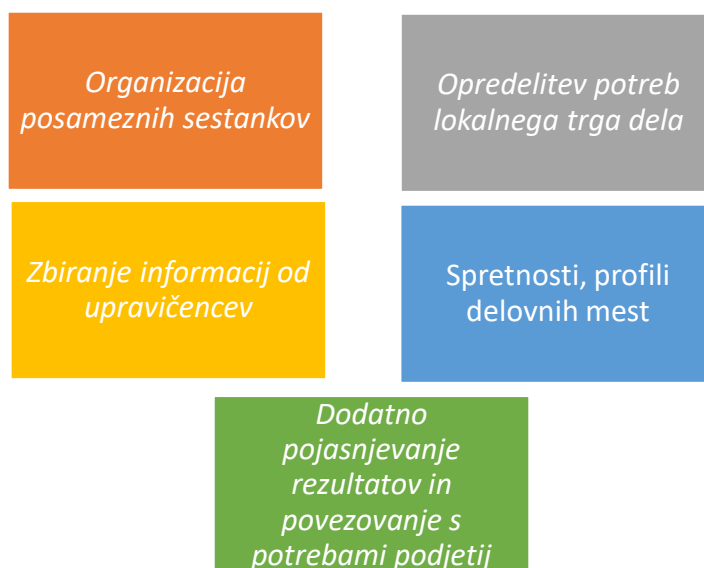 Organizacija
posameznih sestankov
Opredelitev potreb
lokalnega trga dela
Zbiranje informacij od
upravičencev
Spretnosti, profili
delovnih mest
Dodatno
pojasnjevanje
rezultatov in
povezovanje s
potrebami podjetij